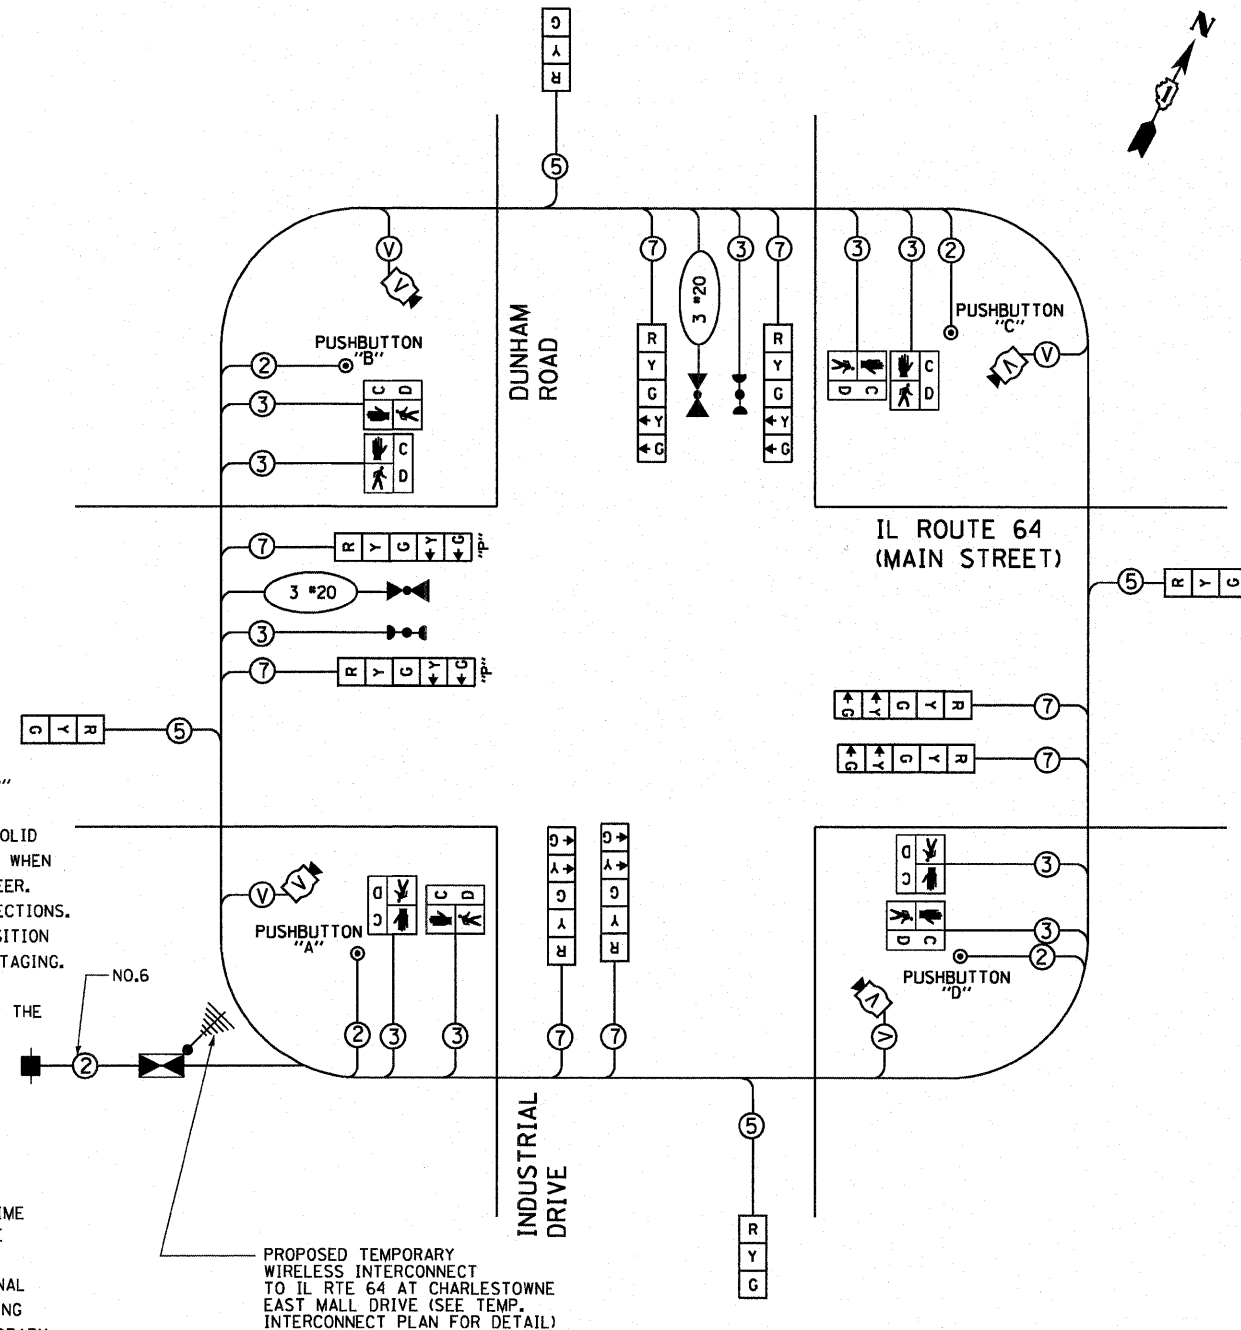 G
Y
R
N
1
5
V
7
3
7
3
3
2
V
3 #20
PUSHBUTTON
"B"
PUSHBUTTON
"C"
V
V
DUNHAM
ROAD
2
3
3
C D
C
D
R
Y
G
Y
G
R
Y
G
Y
G
D C
C
D
IL ROUTE 64
(MAIN STREET)
7
R Y G Y G "P"
3 #20
3
7
R Y G Y G "P"
5
R Y G
G Y R
5
G Y G Y R
7
G Y G Y R
7
"
OLID
WHEN
EER.
ECTIONS.
SITION
TAGING.
THE
V
V
PUSHBUTTON
"A"
D
C
C D
G
Y
G
Y
R
G
Y
G
Y
R
D
C
3
D C
3
2
PUSHBUTTON
"D"
V
V
NO.6
2
2
3
3
7
7
5
R
Y
G
INDUSTRIAL
DRIVE
IME
E
NAL
NG
PROPOSED TEMPORARY
WIRELESS INTERCONNECT
TO IL RTE 64 AT CHARLESTOWNE
EAST MALL DRIVE (SEE TEMP.
INTERCONNECT PLAN FOR DETAIL)